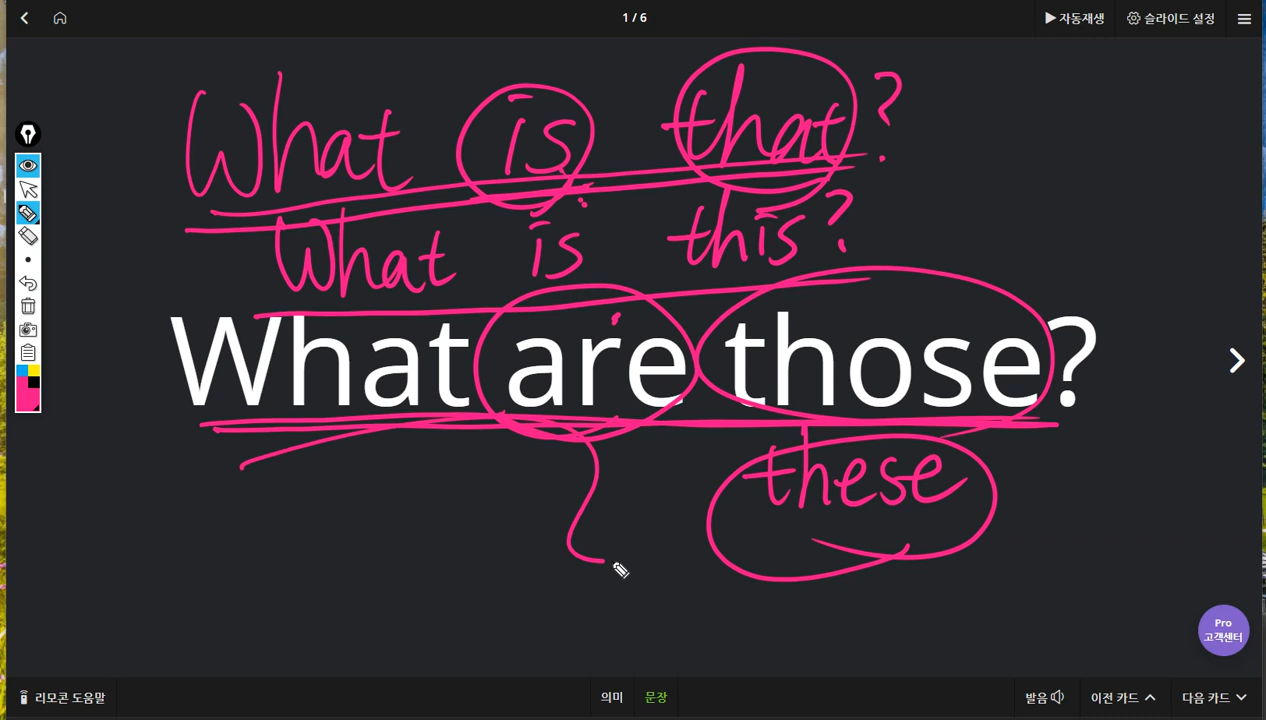 1 / 6
자동재생
슬라이드 설정
What is that?
What is this?
What are those?
these
Pro
고객센터
리모콘 도움말
의미
문장
발음
이전 카드
다음 카드